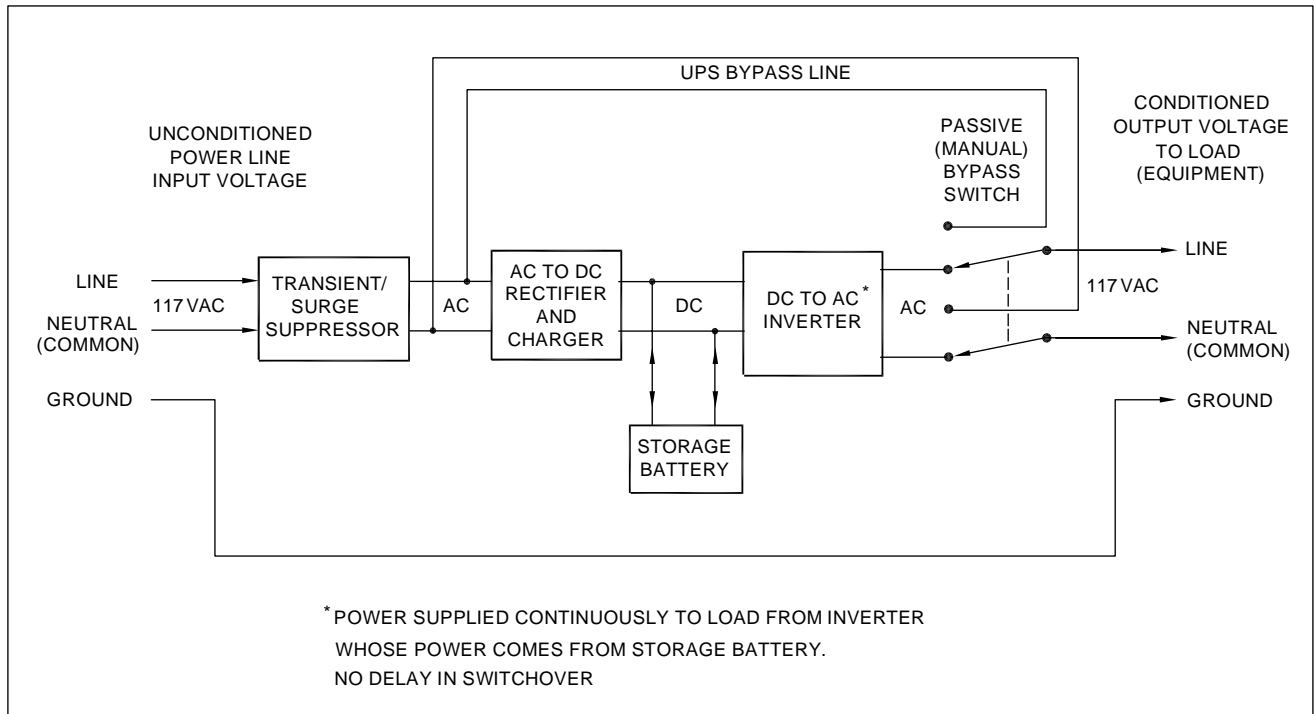 UPS BYPASS LINE
UNCONDITIONED
POWER LINE
INPUT VOLTAGE
PASSIVE
(MANUAL)
BYPASS
SWITCH
CONDITIONED
OUTPUT VOLTAGE
TO LOAD
(EQUIPMENT)
LINE
117 VAC
NEUTRAL
(COMMON)
GROUND
TRANSIENT/
SURGE
SUPPRESSOR
AC
AC TO DC
RECTIFIER
AND
CHARGER
DC
STORAGE
BATTERY
DC TO AC*
INVERTER
AC
LINE
117 VAC
NEUTRAL
(COMMON)
GROUND
* POWER SUPPLIED CONTINUOUSLY TO LOAD FROM INVERTER
WHOSE POWER COMES FROM STORAGE BATTERY.
NO DELAY IN SWITCHOVER